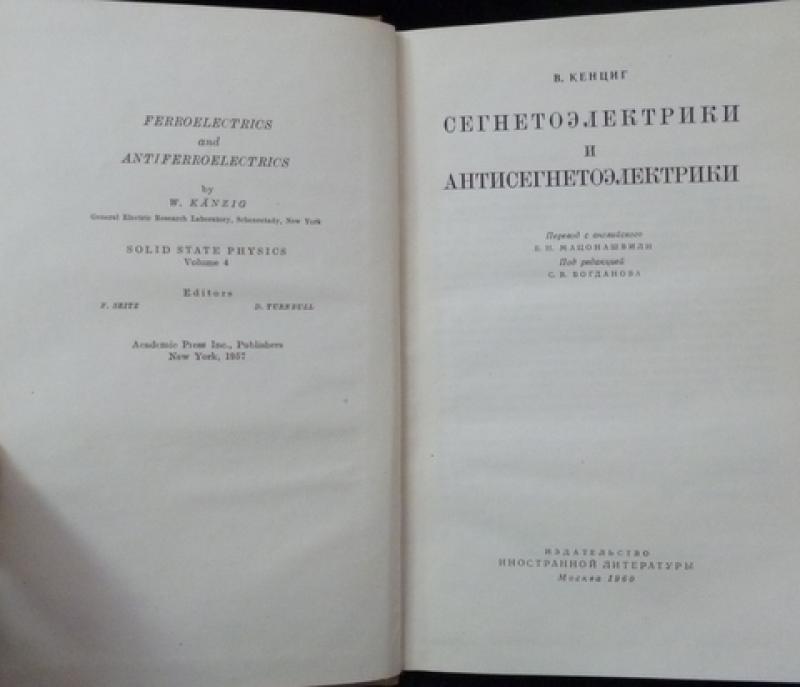 FERROELECTRICS
and
ANTIFERROELECTRICS
by
W. KÄNZIG
General Electric Research Laboratory, Schenectady, New York
SOLID STATE PHYSICS
Volume 4
Editors
F. SEITZ D. TURNBULL
Academic Press Inc., Publishers
New York, 1957
В. КЕНЦИГ
СЕГНЕТОЭЛЕКТРИКИ
И
АНТИСЕГНЕТОЭЛЕКТРИКИ
Перевод с английского
Б. Н. МАЦОНАШВИЛИ
Под редакцией
С. В. БОГДАНОВА
ИЗДАТЕЛЬСТВО
ИНОСТРАННОЙ ЛИТЕРАТУРЫ
Москва 1960